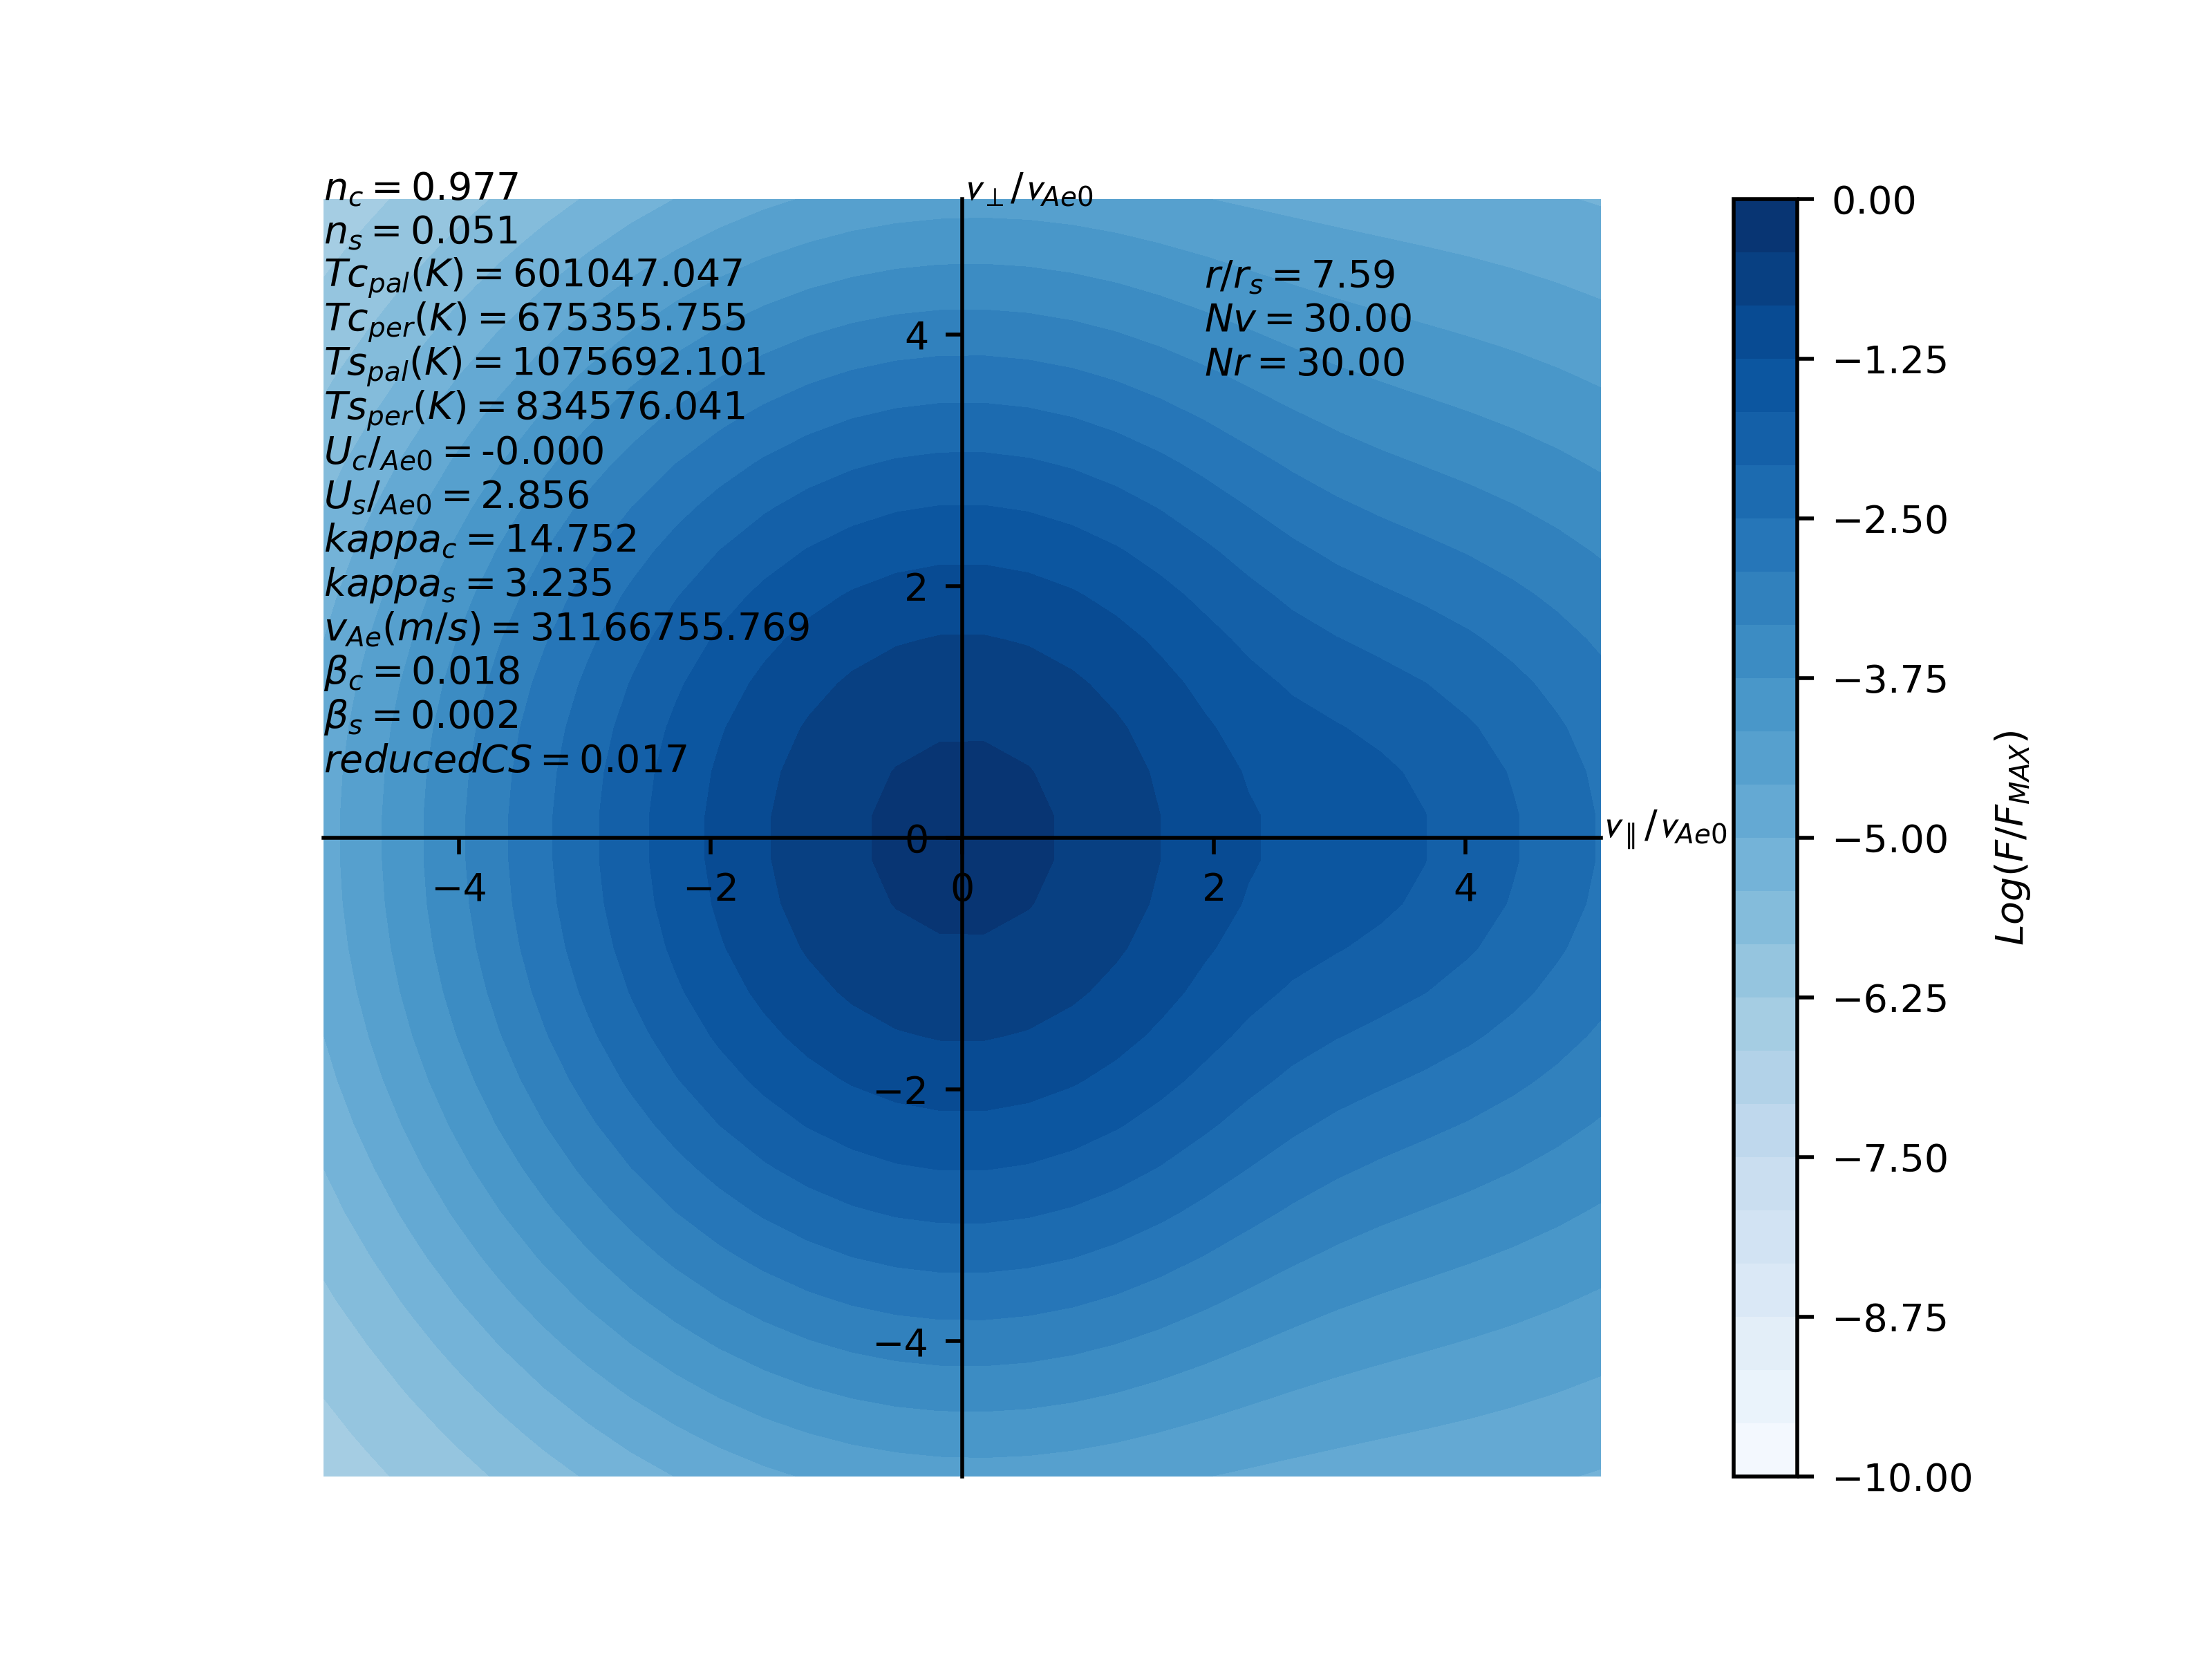 n_c = 0.977
n_s = 0.051
Tc_pal(K) = 601047.047
Tc_per(K) = 675355.755
Ts_pal(K) = 1075692.101
Ts_per(K) = 834576.041
U_c/_Ae0 = -0.000
U_s/_Ae0 = 2.856
kappa_c = 14.752
kappa_s = 3.235
v_Ae(m/s) = 31166755.769
β_c = 0.018
β_s = 0.002
reducedCS = 0.017
v_⊥/v_Ae0
r/r_s = 7.59
Nv = 30.00
Nr = 30.00
4
2
0
−2
−4
−4
−2
0
2
4
v_∥/v_Ae0
0.00
−1.25
−2.50
−3.75
−5.00
−6.25
−7.50
−8.75
−10.00
Log(F/F_MAX)